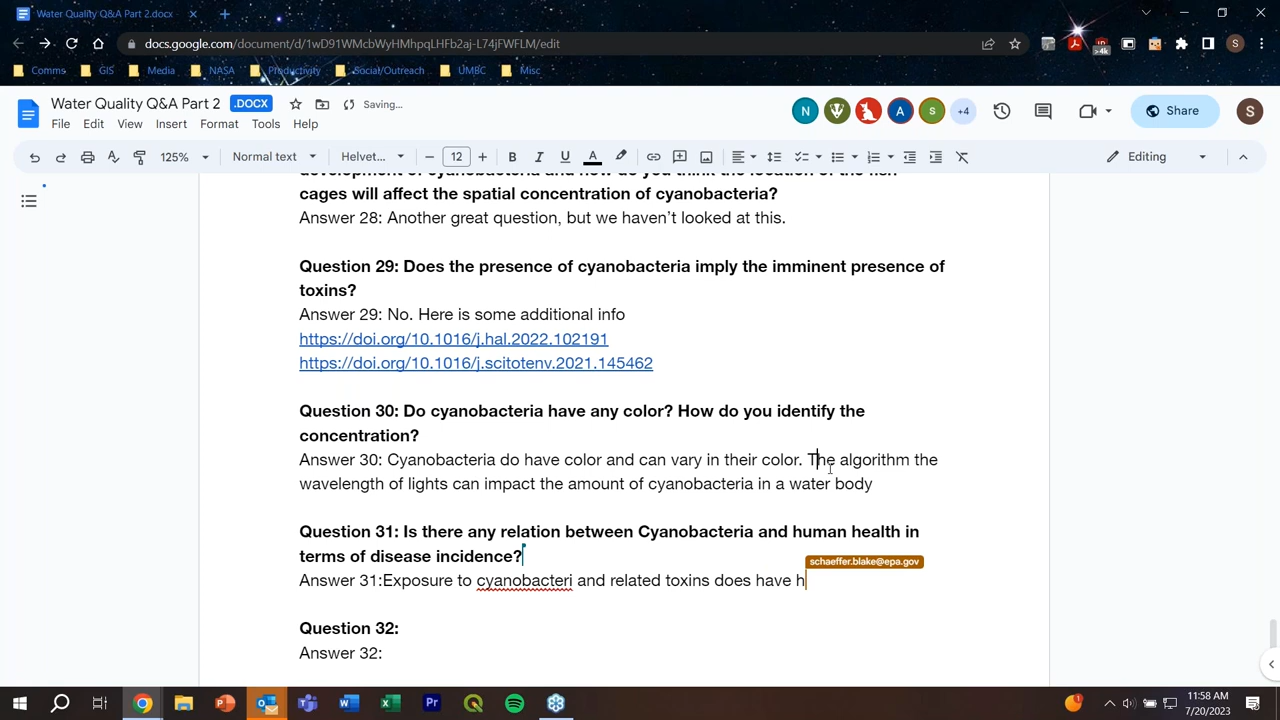 Water Quality Q&A Part 2.docx
docs.google.com/document/d/1wD91WMcbWyHMhpqLHFb2aj-L74jFWFLM/edit
>4k
S
Comms GIS Media NASA Productivity Social/Outreach UMBC Misc
Water Quality Q&A Part 2 .DOCX Saving...
File Edit View Insert Format Tools Help
N A S +4 Share S
125% Normal text Helvet... 12 B I U A Editing
cages will affect the spatial concentration of cyanobacteria?
Answer 28: Another great question, but we haven't looked at this.
Question 29: Does the presence of cyanobacteria imply the imminent presence of
toxins?
Answer 29: No. Here is some additional info
https://doi.org/10.1016/j.hal.2022.102191
https://doi.org/10.1016/j.scitotenv.2021.145462
Question 30: Do cyanobacteria have any color? How do you identify the
concentration?
Answer 30: Cyanobacteria do have color and can vary in their color. The algorithm the
wavelength of lights can impact the amount of cyanobacteria in a water body
Question 31: Is there any relation between Cyanobacteria and human health in
terms of disease incidence?
schaeffer.blake@epa.gov
Answer 31:Exposure to cyanobacteri and related toxins does have h
Question 32:
Answer 32:
11:58 AM
7/20/2023